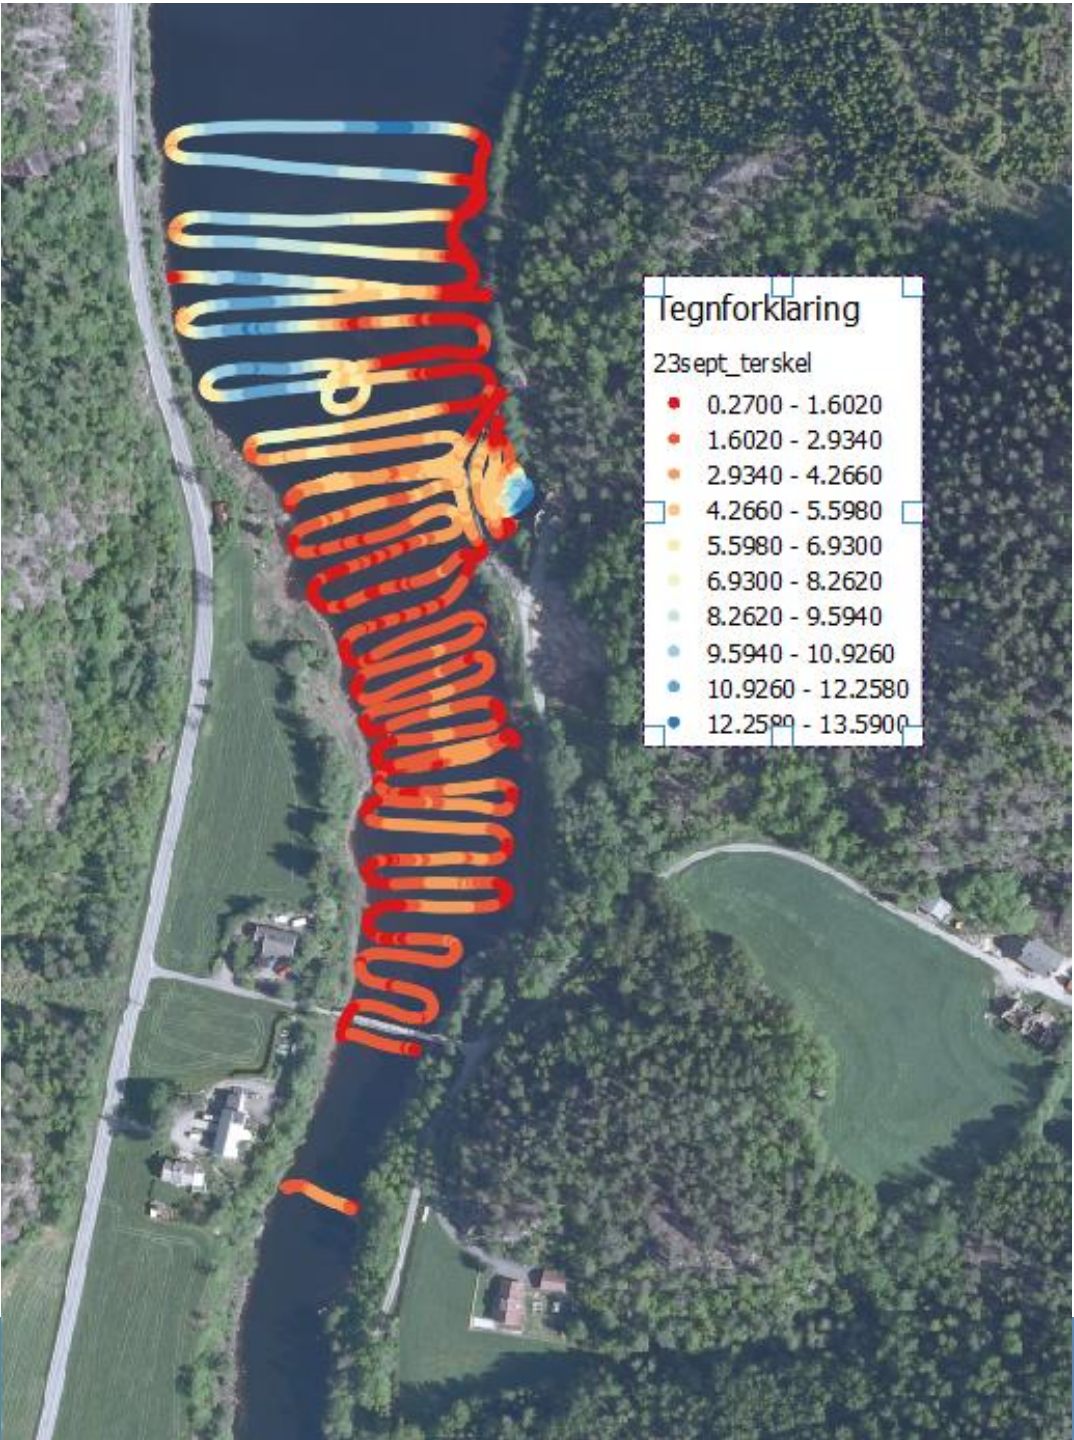 Tegnforklaring
23sept_terskel
0.2700 - 1.6020
1.6020 - 2.9340
2.9340 - 4.2660
4.2660 - 5.5980
5.5980 - 6.9300
6.9300 - 8.2620
8.2620 - 9.5940
9.5940 - 10.9260
10.9260 - 12.2580
12.2580 - 13.5900